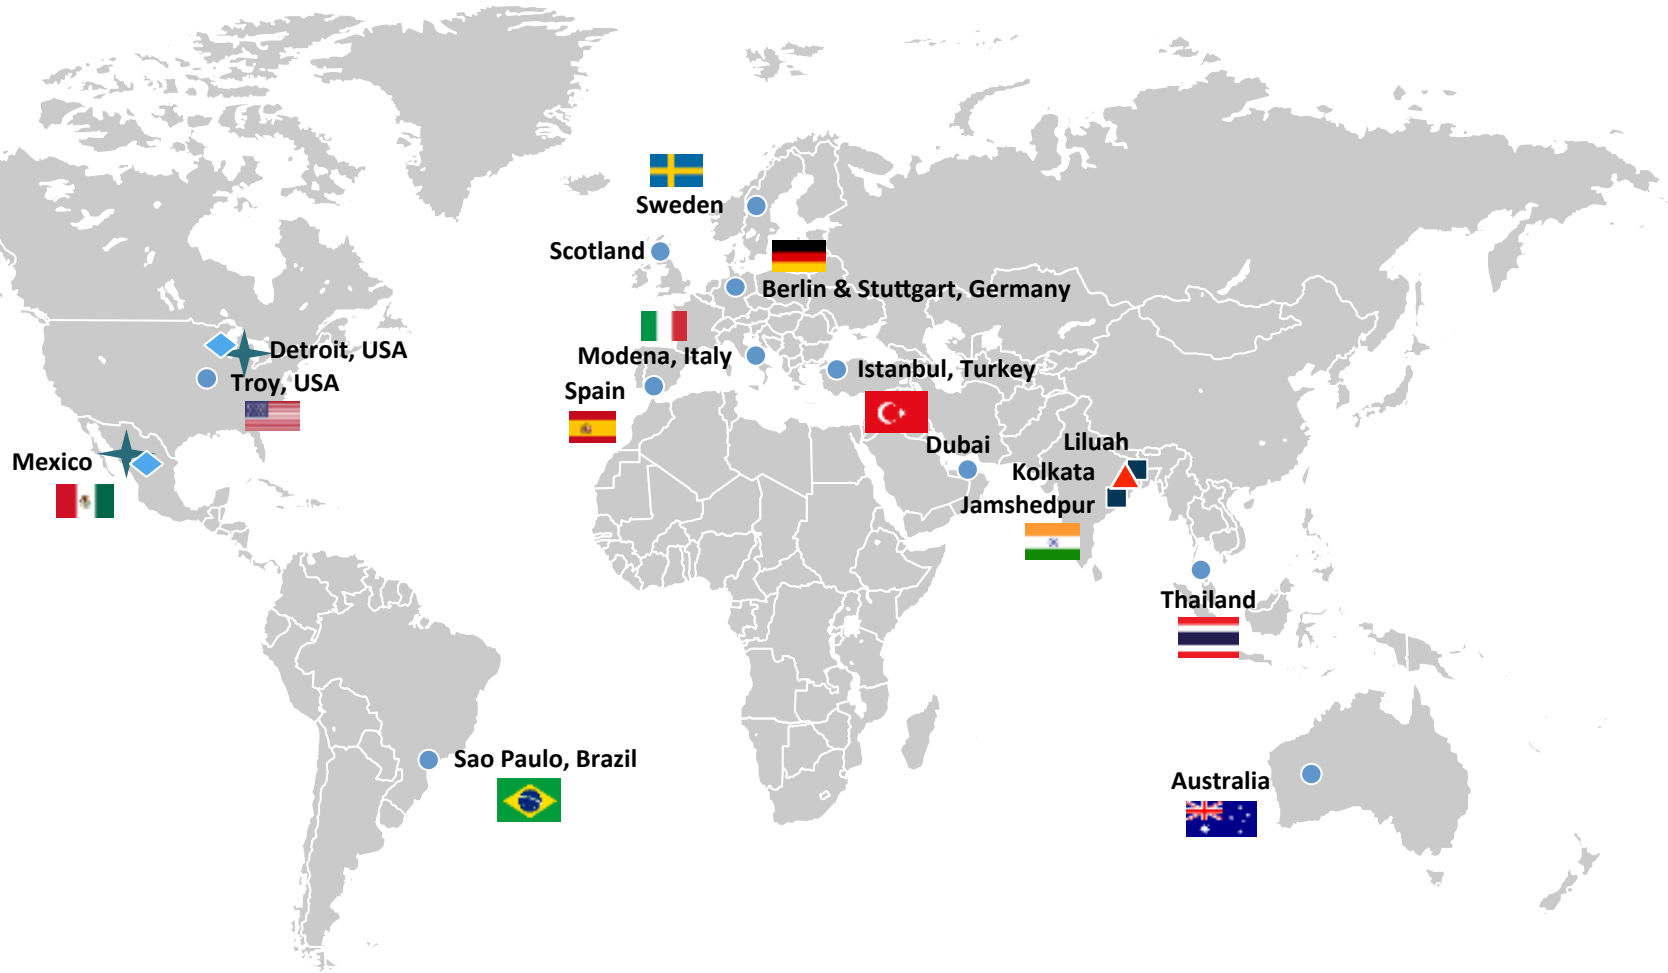 Sweden
Scotland
Berlin & Stuttgart, Germany
Detroit, USA
Modena, Italy
Istanbul, Turkey
Troy, USA
Spain
Dubai
Liluah
Mexico
Kolkata
Jamshedpur
Thailand
Sao Paulo, Brazil
Australia